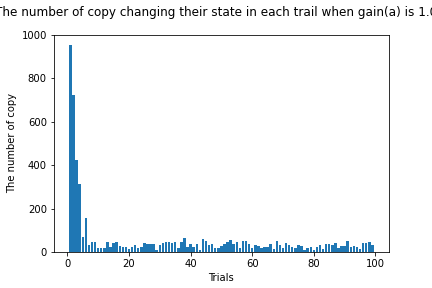 The number of copy changing their state in each trail when gain(a) is 1.0
1000
800
600
400
200
0
The number of copy
0 20 40 60 80 100
Trials